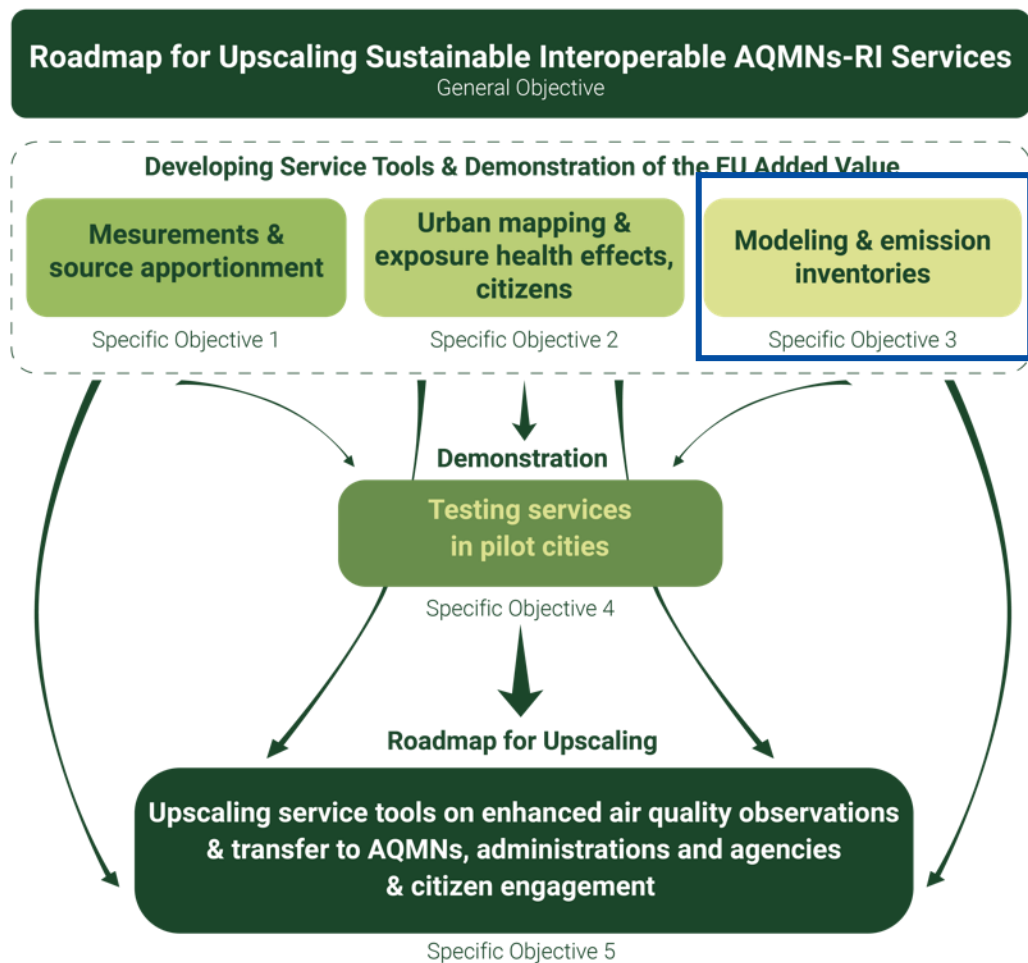 Roadmap for Upscaling Sustainable Interoperable AQMNs-RI Services
General Objective
Developing Service Tools & Demonstration of the EU Added Value
Mesurements &
source apportionment
Specific Objective 1
Urban mapping &
exposure health effects,
citizens
Specific Objective 2
Modeling & emission
inventories
Specific Objective 3
Demonstration
Testing services
in pilot cities
Specific Objective 4
Roadmap for Upscaling
Upscaling service tools on enhanced air quality observations
& transfer to AQMNs, administrations and agencies
& citizen engagement
Specific Objective 5